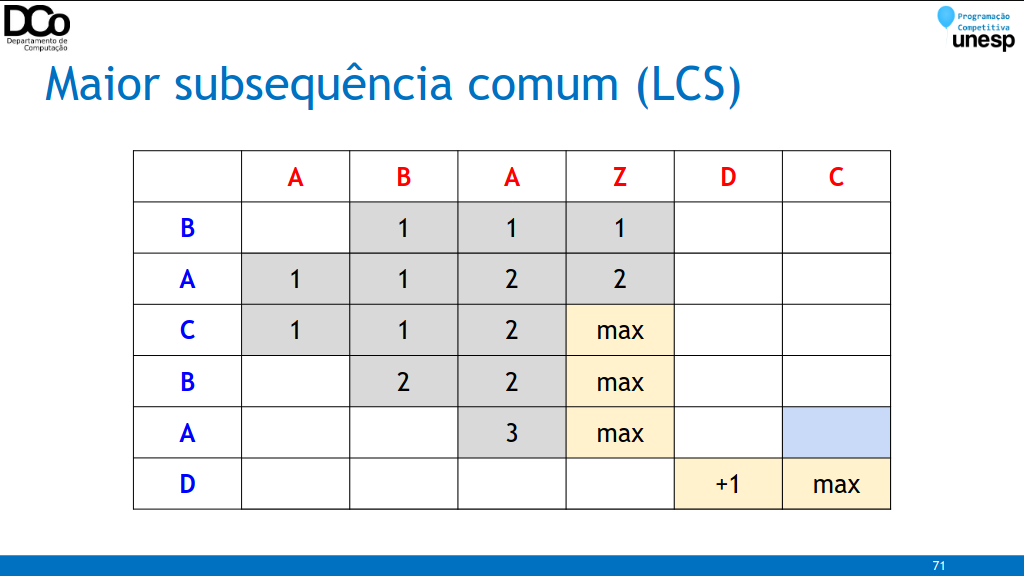 DCo
Departamento de
Computação
Programação
Competitiva
unesp
Maior subsequência comum (LCS)
A B A Z D C
B 1 1 1
A 1 1 2 2
C 1 1 2 max
B 2 2 max
A 3 max
D +1 max
71